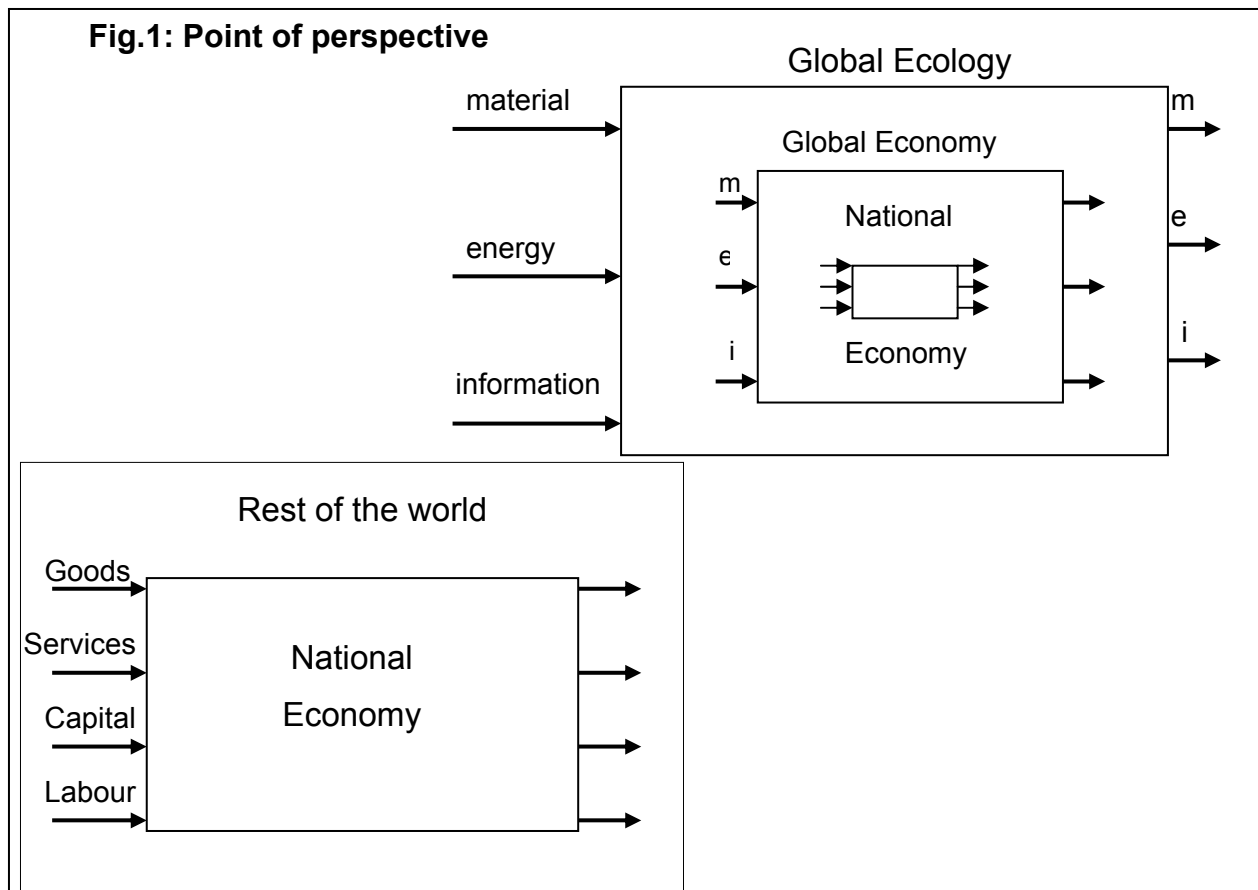 Fig.1: Point of perspective
Global Ecology
material
m
Global Economy
m
National
energy
e
e
Economy
i
i
information
Rest of the world
Goods
Services
National
Economy
Capital
Labour